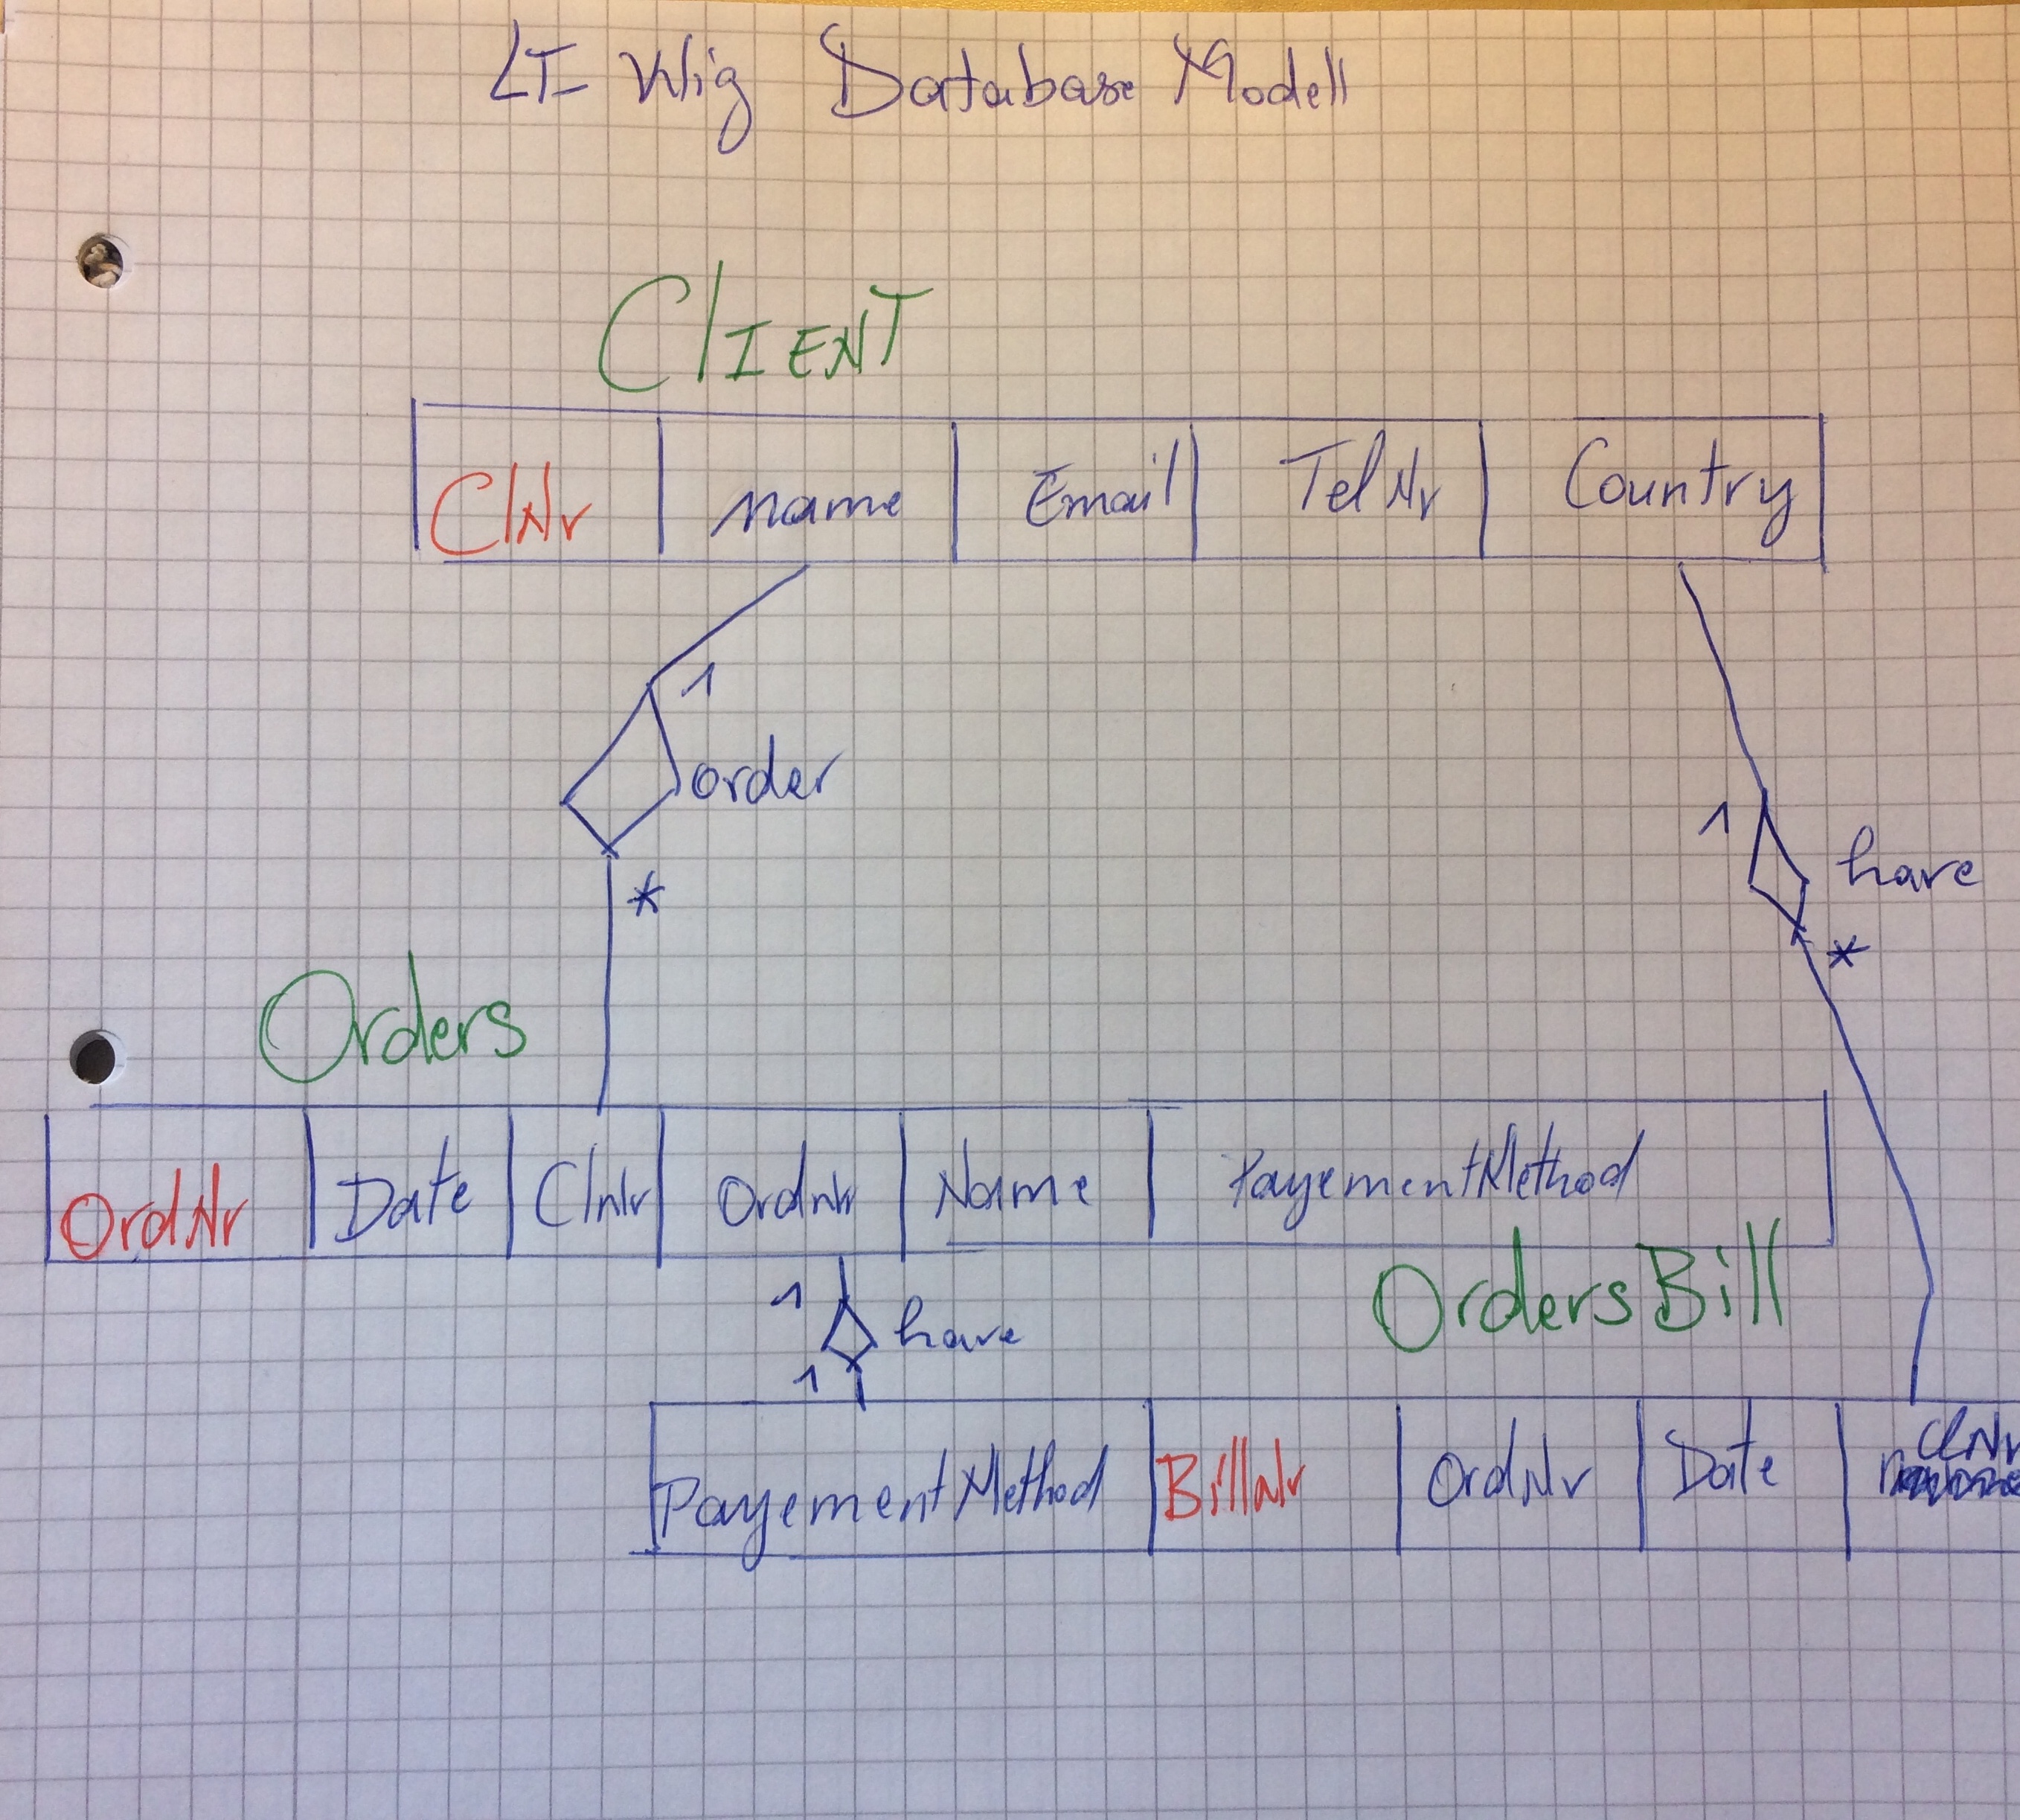 LT-Wig Database Modell
ClIENT
ClNr name Email TelNr Country
1
order
1 have
*
*
Orders
OrdNr Date Clnr Ordnr Name PayementMethod
OrdersBill
1
have
1
PayementMethod BillNr OrdNr Date ClNr